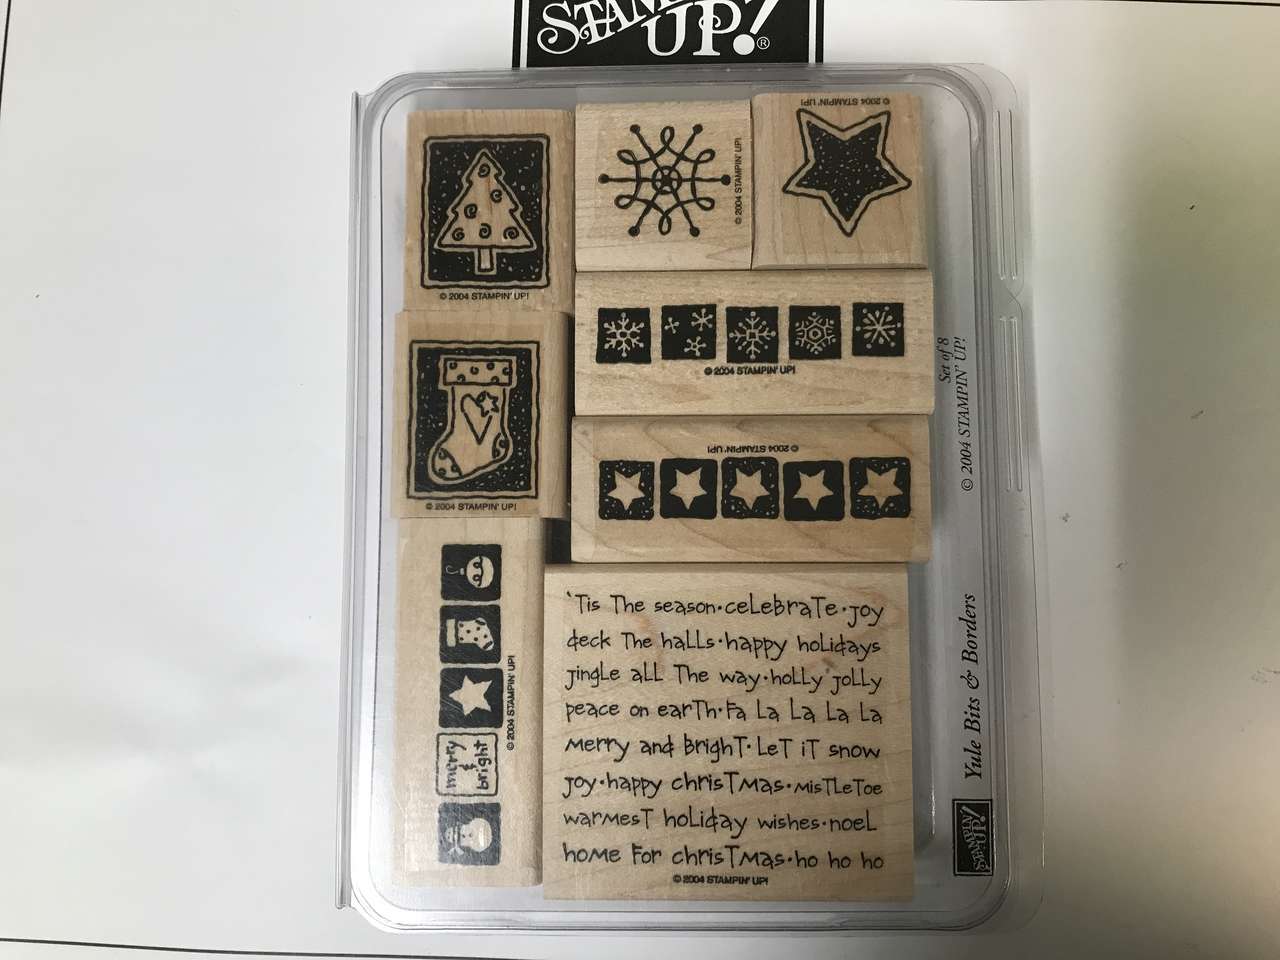 STAMPIN'
UP!®
© 2004 STAMPIN' UP!
© 2004 STAMPIN' UP!
© 2004 STAMPIN' UP!
© 2004 STAMPIN' UP!
© 2004 STAMPIN' UP!
© 2004 STAMPIN' UP!
merry
&
bright
© 2004 STAMPIN' UP!
'Tis The season•celebraTe•joy
deck The halls•happy holidays
jingle all The way•holly jolly
peace on earTh•Fa La La La La
merry and brighT•LeT iT snow
joy•happy chrisTmas•misTLeToe
warmesT holiday wishes•noeL
home For chrisTmas•ho ho ho
© 2004 STAMPIN' UP!
Set of 8
© 2004 STAMPIN' UP!
Yule Bits & Borders
STAMPIN'
UP!